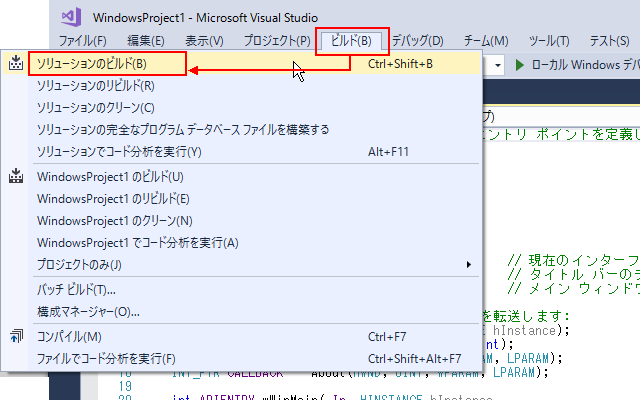 WindowsProject1 - Microsoft Visual Studio
ファイル(F) 編集(E) 表示(V) プロジェクト(P) ビルド(B) デバッグ(D) チーム(M) ツール(T) テスト(S)
ソリューションのビルド(B) Ctrl+Shift+B ローカル Windows デバ
ソリューションのリビルド(R)
ソリューションのクリーン(C)
ソリューションの完全なプログラム データベース ファイルを構築する
ントリ ポイントを定義し
ソリューションでコード分析を実行(Y) Alt+F11
WindowsProject1 のビルド(U)
WindowsProject1 のリビルド(E)
WindowsProject1 のクリーン(N)
WindowsProject1 でコード分析を実行(A)
// 現在のインターフ
プロジェクトのみ(J)
// タイトル バーのテ
バッチ ビルド(T)...
// メイン ウィンドウ
構成マネージャー(O)...
を転送します:
hInstance);
コンパイル(M) Ctrl+F7
nt);
ファイルでコード分析を実行(F) Ctrl+Shift+Alt+F7
AM, LPARAM);
18 INT_PTR CALLBACK About(HWND, UINT, WPARAM, LPARAM);
19
20 int APIENTRY wWinMain(_In_ HINSTANCE hInstance